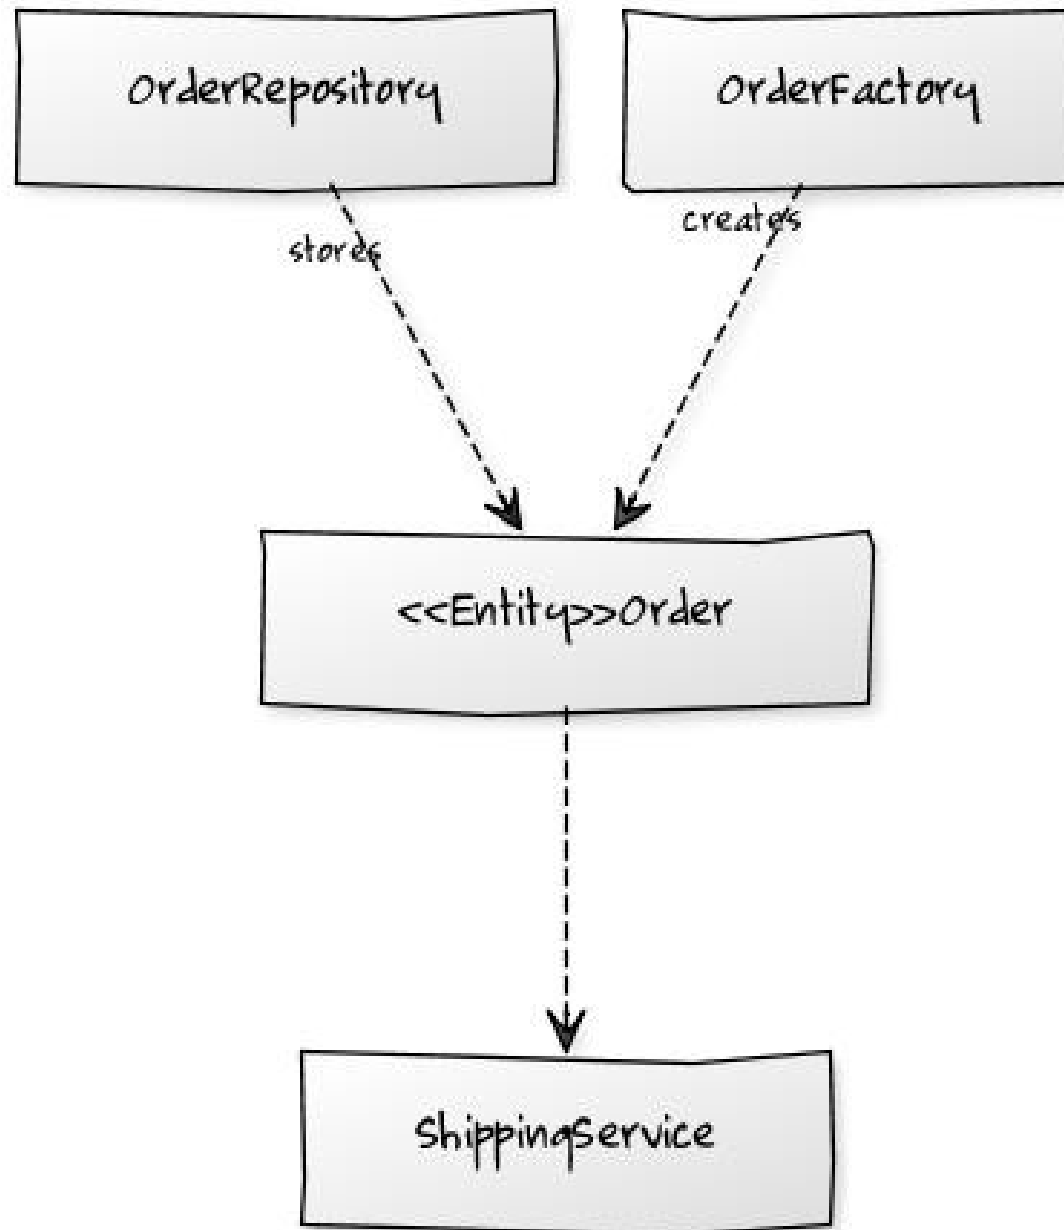 OrderRepository
OrderFactory
stores
creates
<<Entity>>Order
ShippingService